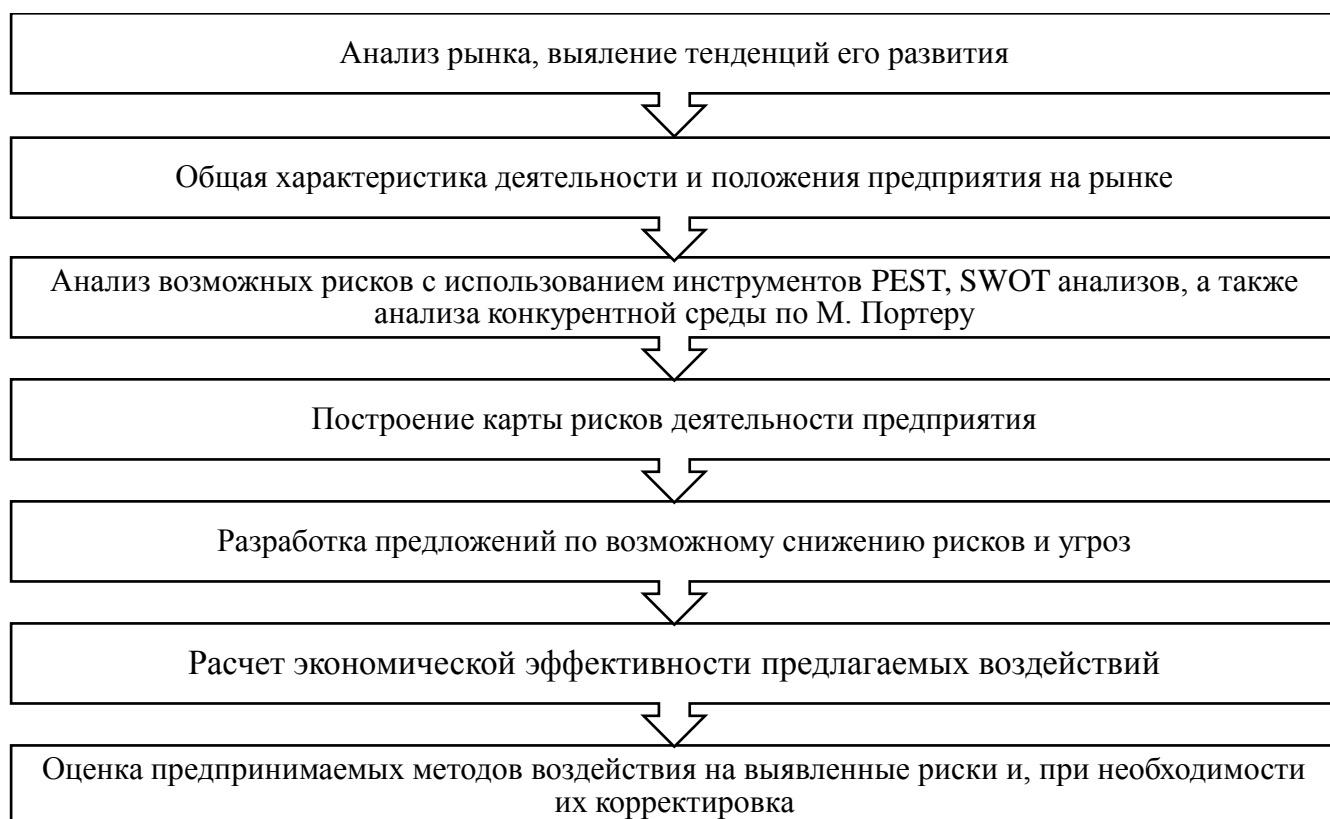 Анализ рынка, выяление тенденций его развития
Общая характеристика деятельности и положения предприятия на рынке
Анализ возможных рисков с использованием инструментов PEST, SWOT анализов, а также
анализа конкурентной среды по М. Портеру
Построение карты рисков деятельности предприятия
Разработка предложений по возможному снижению рисков и угроз
Расчет экономической эффективности предлагаемых воздействий
Оценка предпринимаемых методов воздействия на выявленные риски и, при необходимости
их корректировка